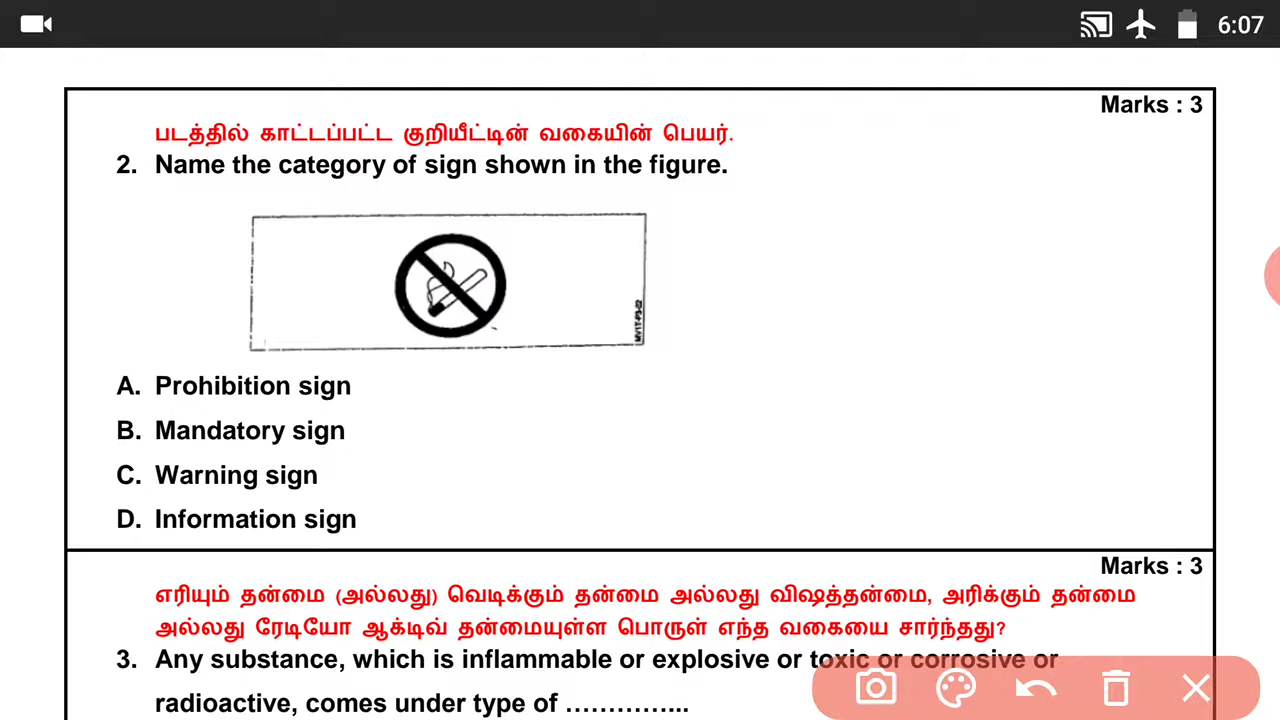 6:07
Marks : 3
படத்தில் காட்டப்பட்ட குறியீட்டின் வகையின் பெயர்.
2. Name the category of sign shown in the figure.
MV1T-P3-02
A. Prohibition sign
B. Mandatory sign
C. Warning sign
D. Information sign
Marks : 3
எரியும் தன்மை (அல்லது) வெடிக்கும் தன்மை அல்லது விஷத்தன்மை, அரிக்கும் தன்மை
அல்லது ரேடியோ ஆக்டிவ் தன்மையுள்ள பொருள் எந்த வகையை சார்ந்தது?
3. Any substance, which is inflammable or explosive or toxic or corrosive or
radioactive, comes under type of …………...